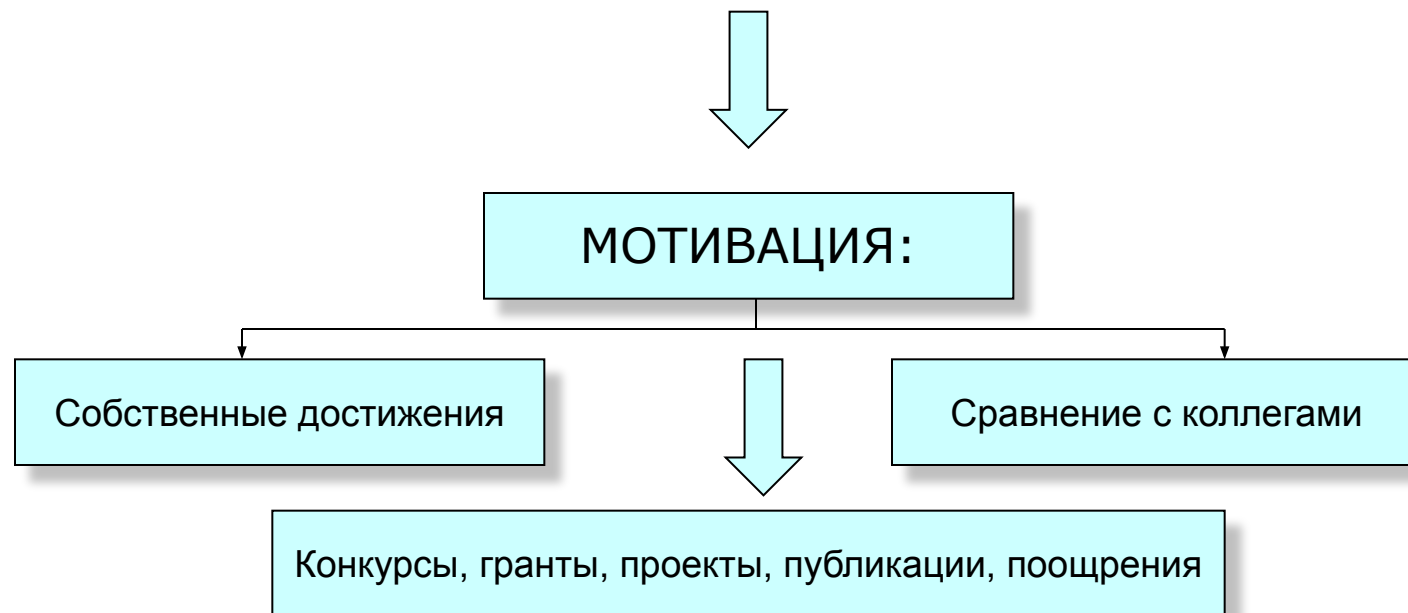 МОТИВАЦИЯ:
Собственные достижения
Сравнение с коллегами
Конкурсы, гранты, проекты, публикации, поощрения